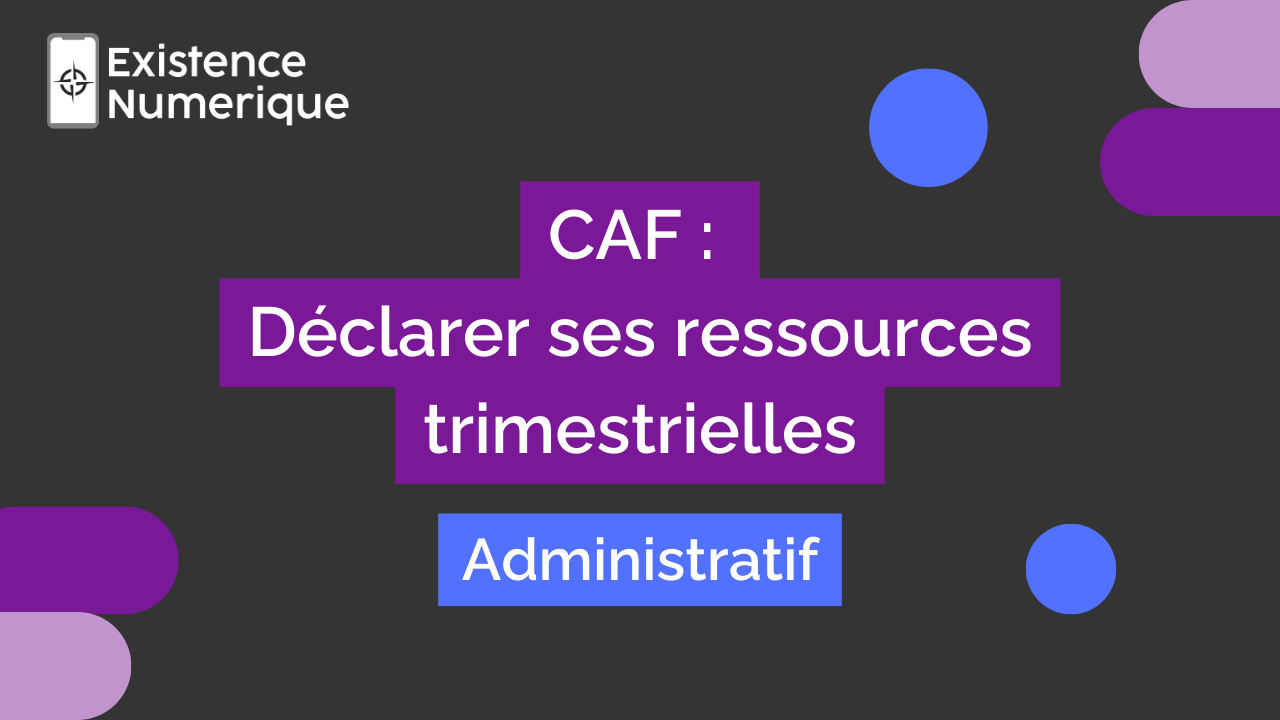 Existence
Numerique
CAF :
Déclarer ses ressources
trimestrielles
Administratif